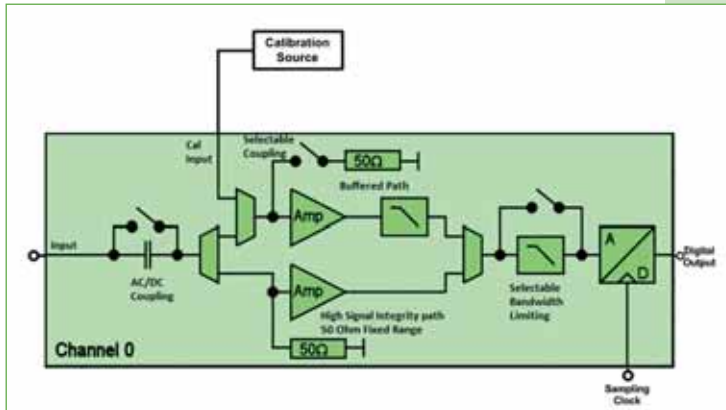 Calibration
Source
Cal
Input
Selectable
Coupling
50Ω
Buffered Path
Amp
Input
AC/DC
Coupling
Amp
High Signal Integrity path
50 Ohm Fixed Range
50Ω
Selectable
Bandwidth
Limiting
A
D
Digital
Output
Channel 0
Sampling
Clock